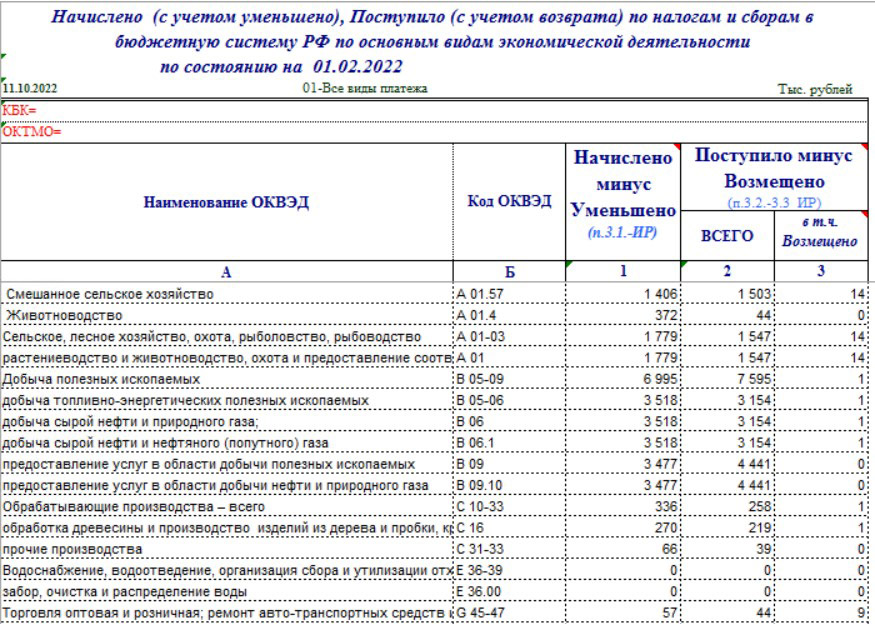 Начислено (с учетом уменьшено), Поступило (с учетом возврата) по налогам и сборам в
бюджетную систему РФ по основным видам экономической деятельности
по состоянию на 01.02.2022
11.10.2022 01-Все виды платежа Тыс. рублей
КБК=
ОКТМО=
Наименование ОКВЭД Код ОКВЭД
Начислено
минус
Уменьшено
(п.3.1.-ИР)
Поступило минус
Возмещено
(п.3.2.-3.3 ИР)
ВСЕГО
в т.ч.
Возмещено
А Б 1 2 3
Смешанное сельское хозяйство A 01.57 1 406 1 503 14
Животноводство A 01.4 372 44 0
Сельское, лесное хозяйство, охота, рыболовство, рыбоводство A 01-03 1 779 1 547 14
растениеводство и животноводство, охота и предоставление соотв A 01 1 779 1 547 14
Добыча полезных ископаемых B 05-09 6 995 7 595 1
добыча топливно-энергетических полезных ископаемых B 05-06 3 518 3 154 1
добыча сырой нефти и природного газа; B 06 3 518 3 154 1
добыча сырой нефти и нефтяного (попутного) газа B 06.1 3 518 3 154 1
предоставление услуг в области добычи полезных ископаемых B 09 3 477 4 441 0
предоставление услуг в области добычи нефти и природного газа B 09.10 3 477 4 441 0
Обрабатывающие производства – всего C 10-33 336 258 1
обработка древесины и производство изделий из дерева и пробки, C 16 270 219 1
прочие производства C 31-33 66 39 0
Водоснабжение, водоотведение, организация сбора и утилизации отх E 36-39 0 0 0
забор, очистка и распределение воды E 36.00 0 0 0
Торговля оптовая и розничная; ремонт авто-транспортных средств G 45-47 57 44 9